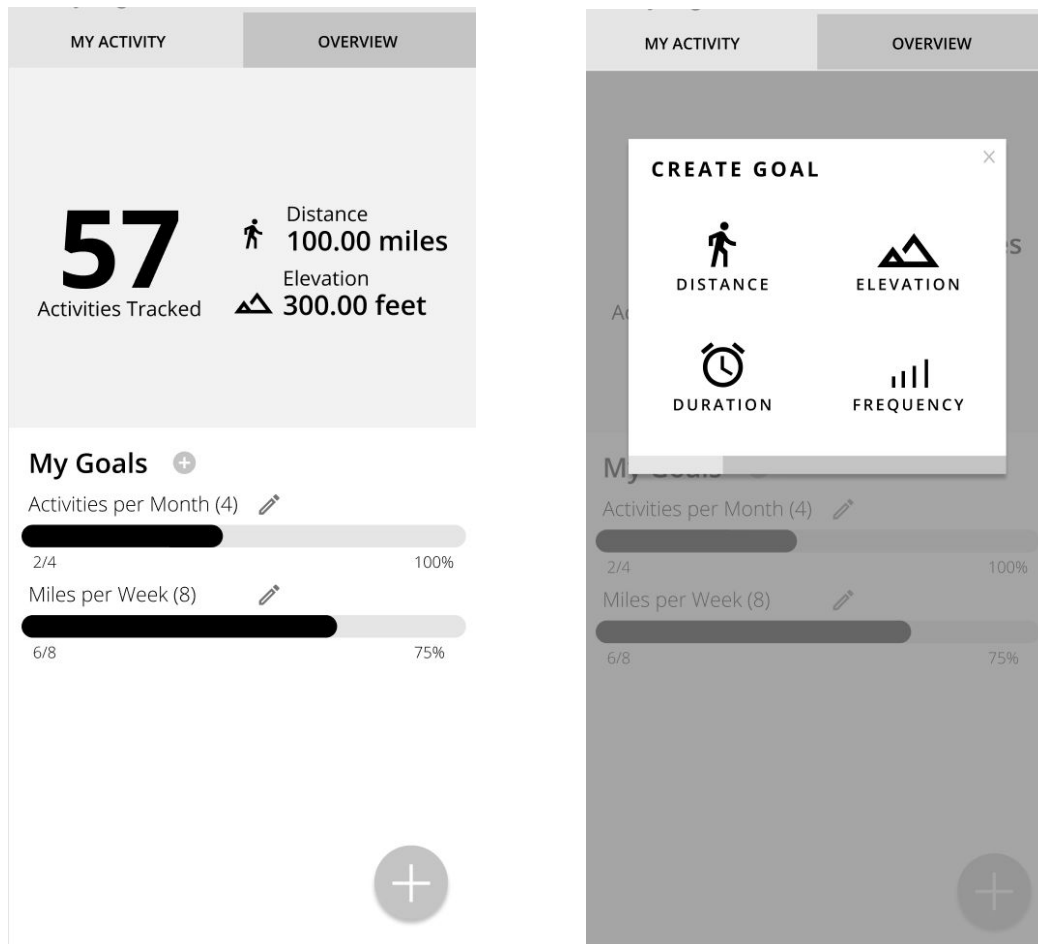 MY ACTIVITY OVERVIEW
57
Activities Tracked
Distance
100.00 miles
Elevation
300.00 feet
My Goals
Activities per Month (4)
2/4 100%
Miles per Week (8)
6/8 75%
MY ACTIVITY OVERVIEW
CREATE GOAL
DISTANCE ELEVATION
DURATION FREQUENCY
Activities per Month (4)
2/4 100%
Miles per Week (8)
6/8 75%